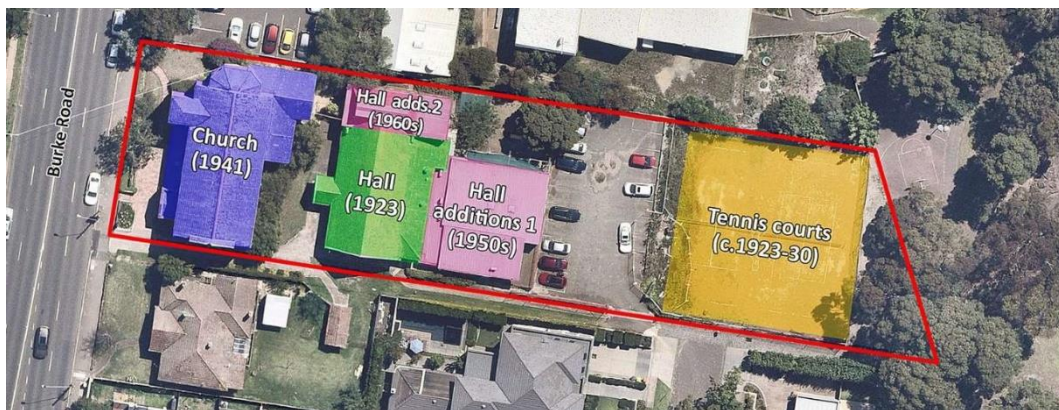 Burke Road
Church
(1941)
Hall adds.2
(1960s)
Hall
(1923)
Hall
additions 1
(1950s)
Tennis courts
(c.1923-30)